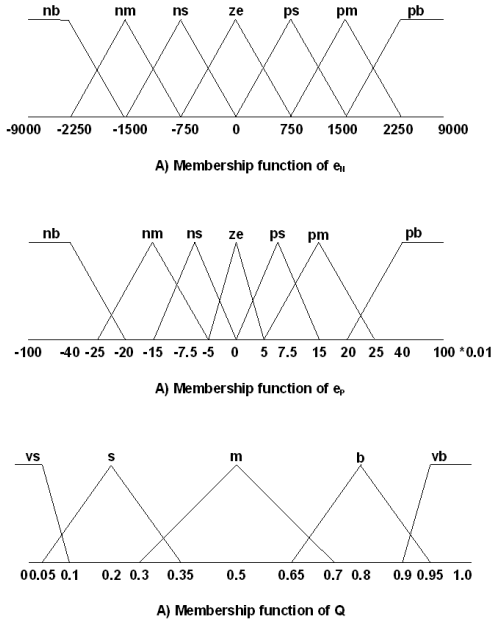 nb nm ns ze ps pm pb
-9000 -2250 -1500 -750 0 750 1500 2250 9000
A) Membership function of eH
nb nm ns ze ps pm pb
-100 -40 -25 -20 -15 -7.5 -5 0 5 7.5 15 20 25 40 100 *0.01
A) Membership function of eP
vs s m b vb
0 0.05 0.1 0.2 0.3 0.35 0.5 0.65 0.7 0.8 0.9 0.95 1.0
A) Membership function of Q